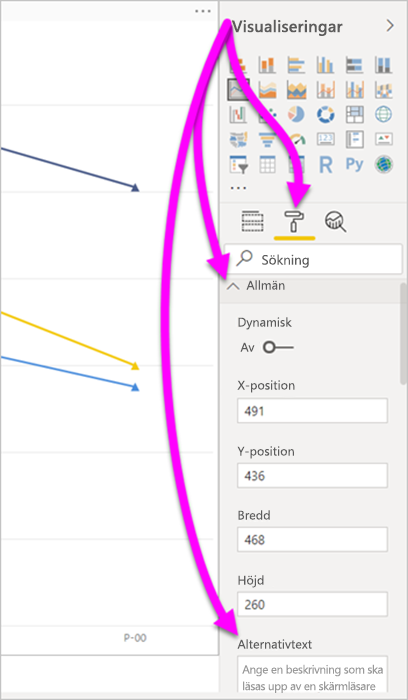 Visualiseringar
R
Py
Sökning
Allmän
Dynamisk
Av
X-position
491
Y-position
436
Bredd
468
Höjd
260
P-00
Alternativtext
Ange en beskrivning som ska
läsas upp av en skärmläsare